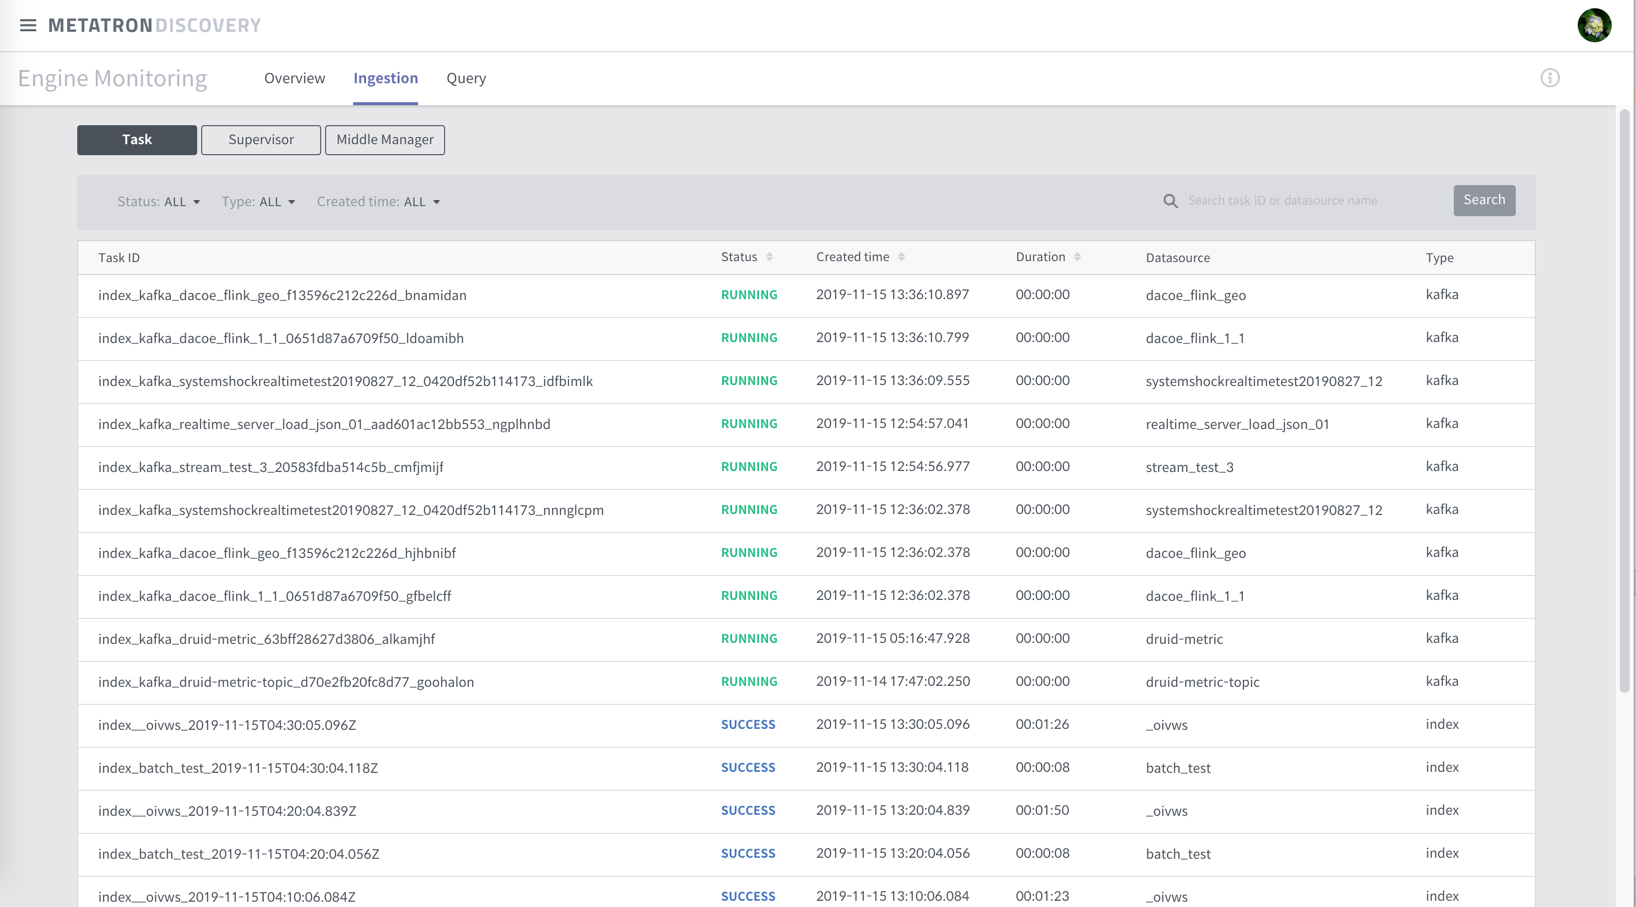 METATRON DISCOVERY
Engine Monitoring Overview Ingestion Query
Task Supervisor Middle Manager
Status: ALL Type: ALL Created time: ALL Search task ID or datasource name Search
Task ID Status Created time Duration Datasource Type
index_kafka_dacoe_flink_geo_f13596c212c226d_bnamidan RUNNING 2019-11-15 13:36:10.897 00:00:00 dacoe_flink_geo kafka
index_kafka_dacoe_flink_1_1_0651d87a6709f50_ldoamibh RUNNING 2019-11-15 13:36:10.799 00:00:00 dacoe_flink_1_1 kafka
index_kafka_systemshockrealtimetest20190827_12_0420df52b114173_idfbimlk RUNNING 2019-11-15 13:36:09.555 00:00:00 systemshockrealtimetest20190827_12 kafka
index_kafka_realtime_server_load_json_01_aad601ac12bb553_ngplhnbd RUNNING 2019-11-15 12:54:57.041 00:00:00 realtime_server_load_json_01 kafka
index_kafka_stream_test_3_20583fdba514c5b_cmfjmijf RUNNING 2019-11-15 12:54:56.977 00:00:00 stream_test_3 kafka
index_kafka_systemshockrealtimetest20190827_12_0420df52b114173_nnnglcpm RUNNING 2019-11-15 12:36:02.378 00:00:00 systemshockrealtimetest20190827_12 kafka
index_kafka_dacoe_flink_geo_f13596c212c226d_hjhbnibf RUNNING 2019-11-15 12:36:02.378 00:00:00 dacoe_flink_geo kafka
index_kafka_dacoe_flink_1_1_0651d87a6709f50_gfbelcff RUNNING 2019-11-15 12:36:02.378 00:00:00 dacoe_flink_1_1 kafka
index_kafka_druid-metric_63bff28627d3806_alkamjhf RUNNING 2019-11-15 05:16:47.928 00:00:00 druid-metric kafka
index_kafka_druid-metric-topic_d70e2fb20fc8d77_goohalon RUNNING 2019-11-14 17:47:02.250 00:00:00 druid-metric-topic kafka
index__oivws_2019-11-15T04:30:05.096Z SUCCESS 2019-11-15 13:30:05.096 00:01:26 _oivws index
index_batch_test_2019-11-15T04:30:04.118Z SUCCESS 2019-11-15 13:30:04.118 00:00:08 batch_test index
index__oivws_2019-11-15T04:20:04.839Z SUCCESS 2019-11-15 13:20:04.839 00:01:50 _oivws index
index_batch_test_2019-11-15T04:20:04.056Z SUCCESS 2019-11-15 13:20:04.056 00:00:08 batch_test index
index__oivws_2019-11-15T04:10:06.084Z SUCCESS 2019-11-15 13:10:06.084 00:01:23 _oivws index